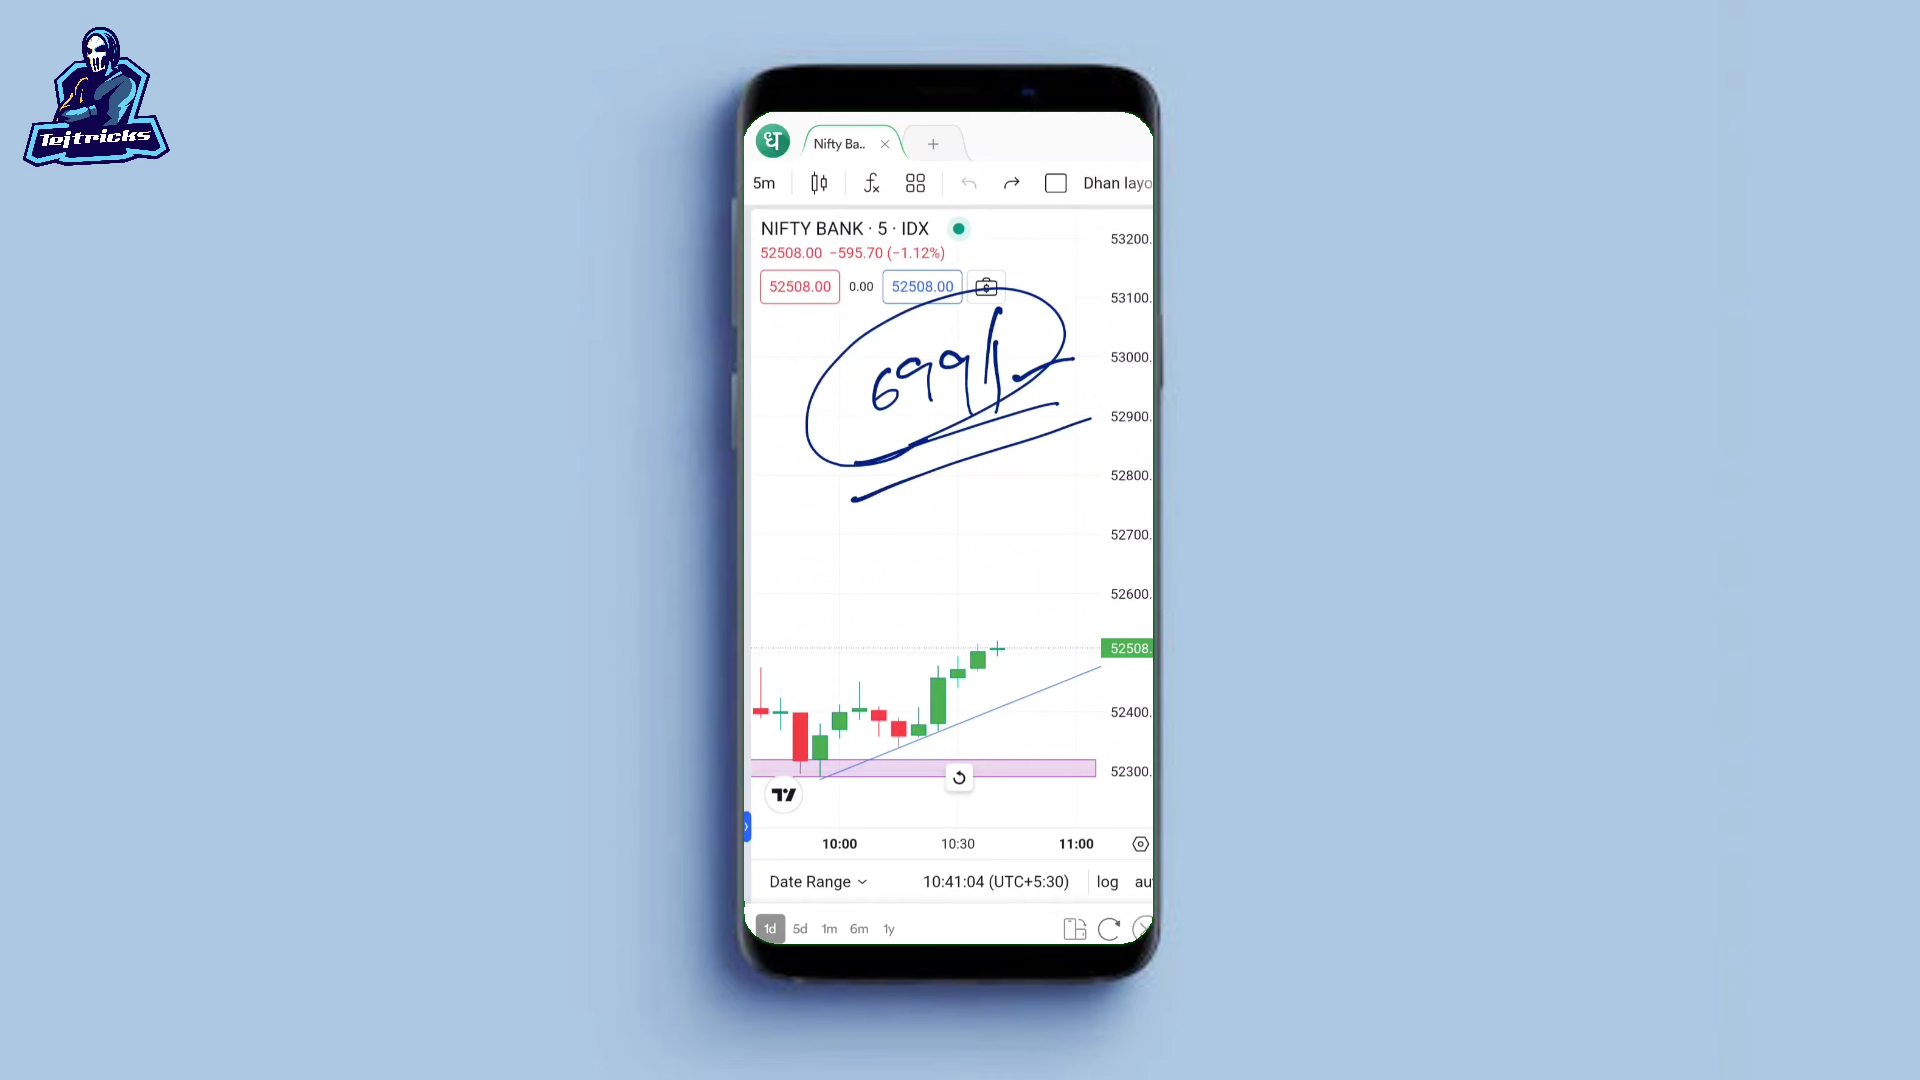 Tejtricks
ध Nifty Ba.. × +
5m fx Dhan layo
NIFTY BANK · 5 · IDX
52508.00 −595.70 (−1.12%)
52508.00 0.00 52508.00
53200.
53100.
699/
53000.
52900.
52800.
52700.
52600.
52508.
52400.
52300.
10:00 10:30 11:00
Date Range 10:41:04 (UTC+5:30) log au
1d 5d 1m 6m 1y